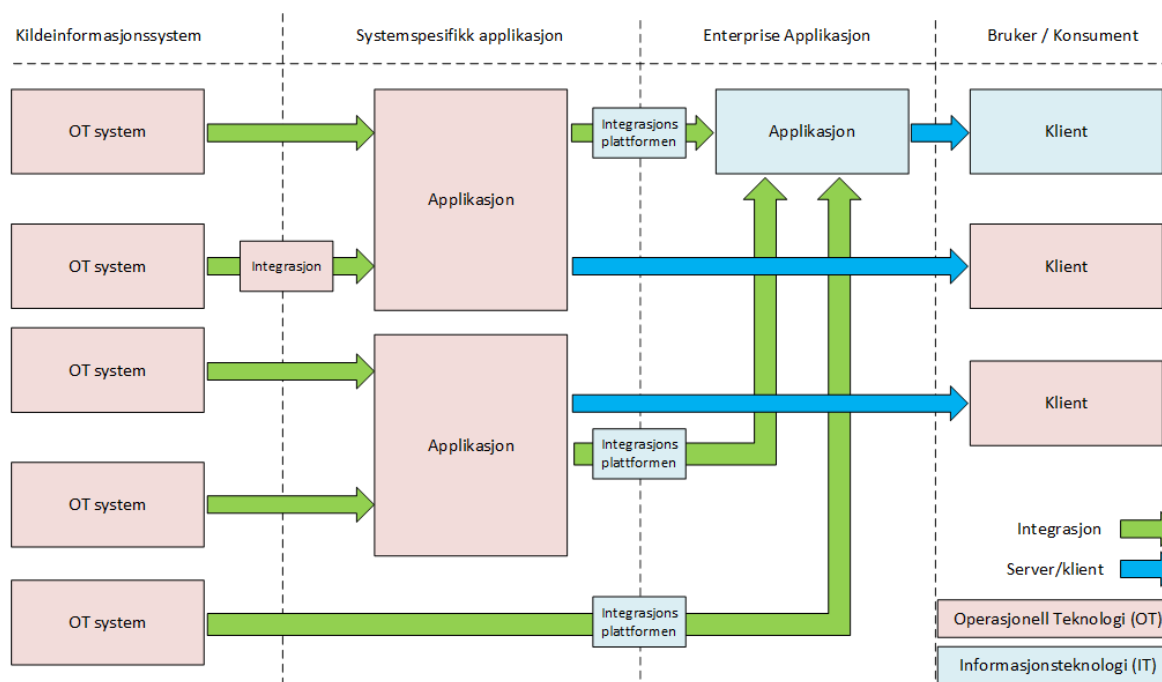 Kildeinformasjonssystem
Systemspesifikk applikasjon
Enterprise Applikasjon
Bruker / Konsument
OT system
Applikasjon
Integrasjons
plattformen
Applikasjon
Klient
OT system
Integrasjon
Klient
OT system
Applikasjon
Klient
Integrasjons
plattformen
OT system
OT system
Integrasjons
plattformen
Integrasjon
Server/klient
Operasjonell Teknologi (OT)
Informasjonsteknologi (IT)